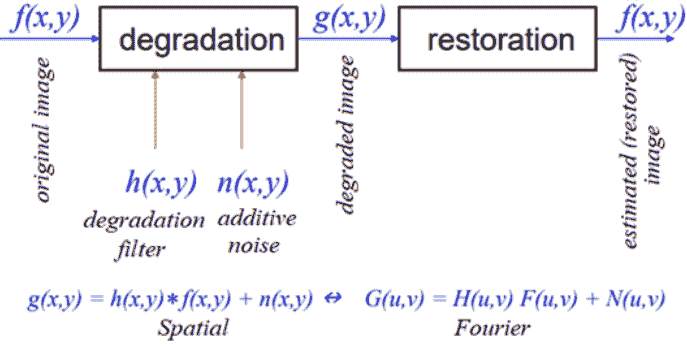 f(x,y)
degradation
g(x,y)
restoration
f(x,y)
original image
degraded image
estimated (restored)
image
h(x,y)
n(x,y)
degradation
filter
additive
noise
g(x,y) = h(x,y)∗f(x,y) + n(x,y) ⇔ G(u,v) = H(u,v) F(u,v) + N(u,v)
Spatial
Fourier